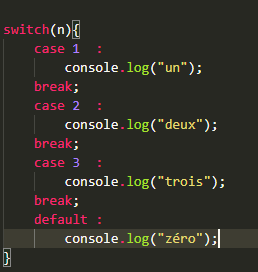 switch(n){
case 1  :
console.log("un");
break;
case 2  :
console.log("deux");
break;
case 3  :
console.log("trois");
break;
default :
console.log("zéro");
}